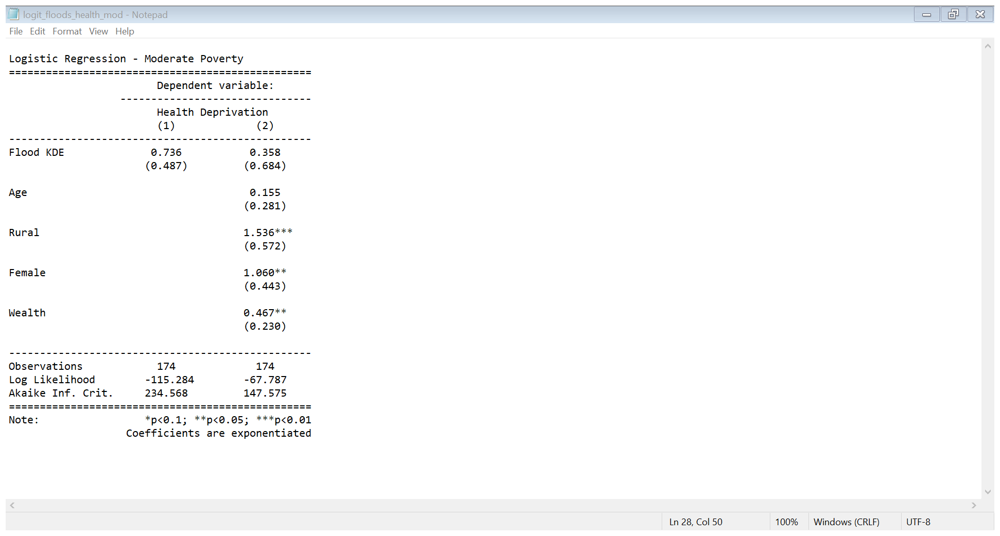 logit_floods_health_mod - Notepad
File Edit Format View Help
Logistic Regression - Moderate Poverty
=================================================
Dependent variable:
-------------------------------
Health Deprivation
(1) (2)
-------------------------------------------------
Flood KDE 0.736 0.358
(0.487) (0.684)
Age 0.155
(0.281)
Rural 1.536***
(0.572)
Female 1.060**
(0.443)
Wealth 0.467**
(0.230)
-------------------------------------------------
Observations 174 174
Log Likelihood -115.284 -67.787
Akaike Inf. Crit. 234.568 147.575
=================================================
Note: *p<0.1; **p<0.05; ***p<0.01
Coefficients are exponentiated
Ln 28, Col 50 100% Windows (CRLF) UTF-8